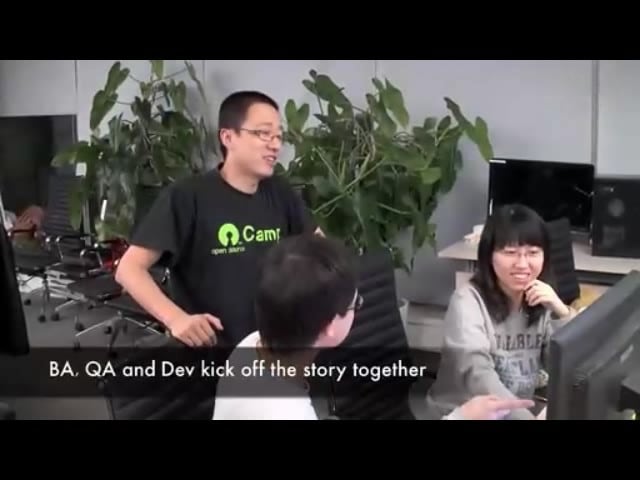 .Camp
open source
BA, QA and Dev kick off the story together